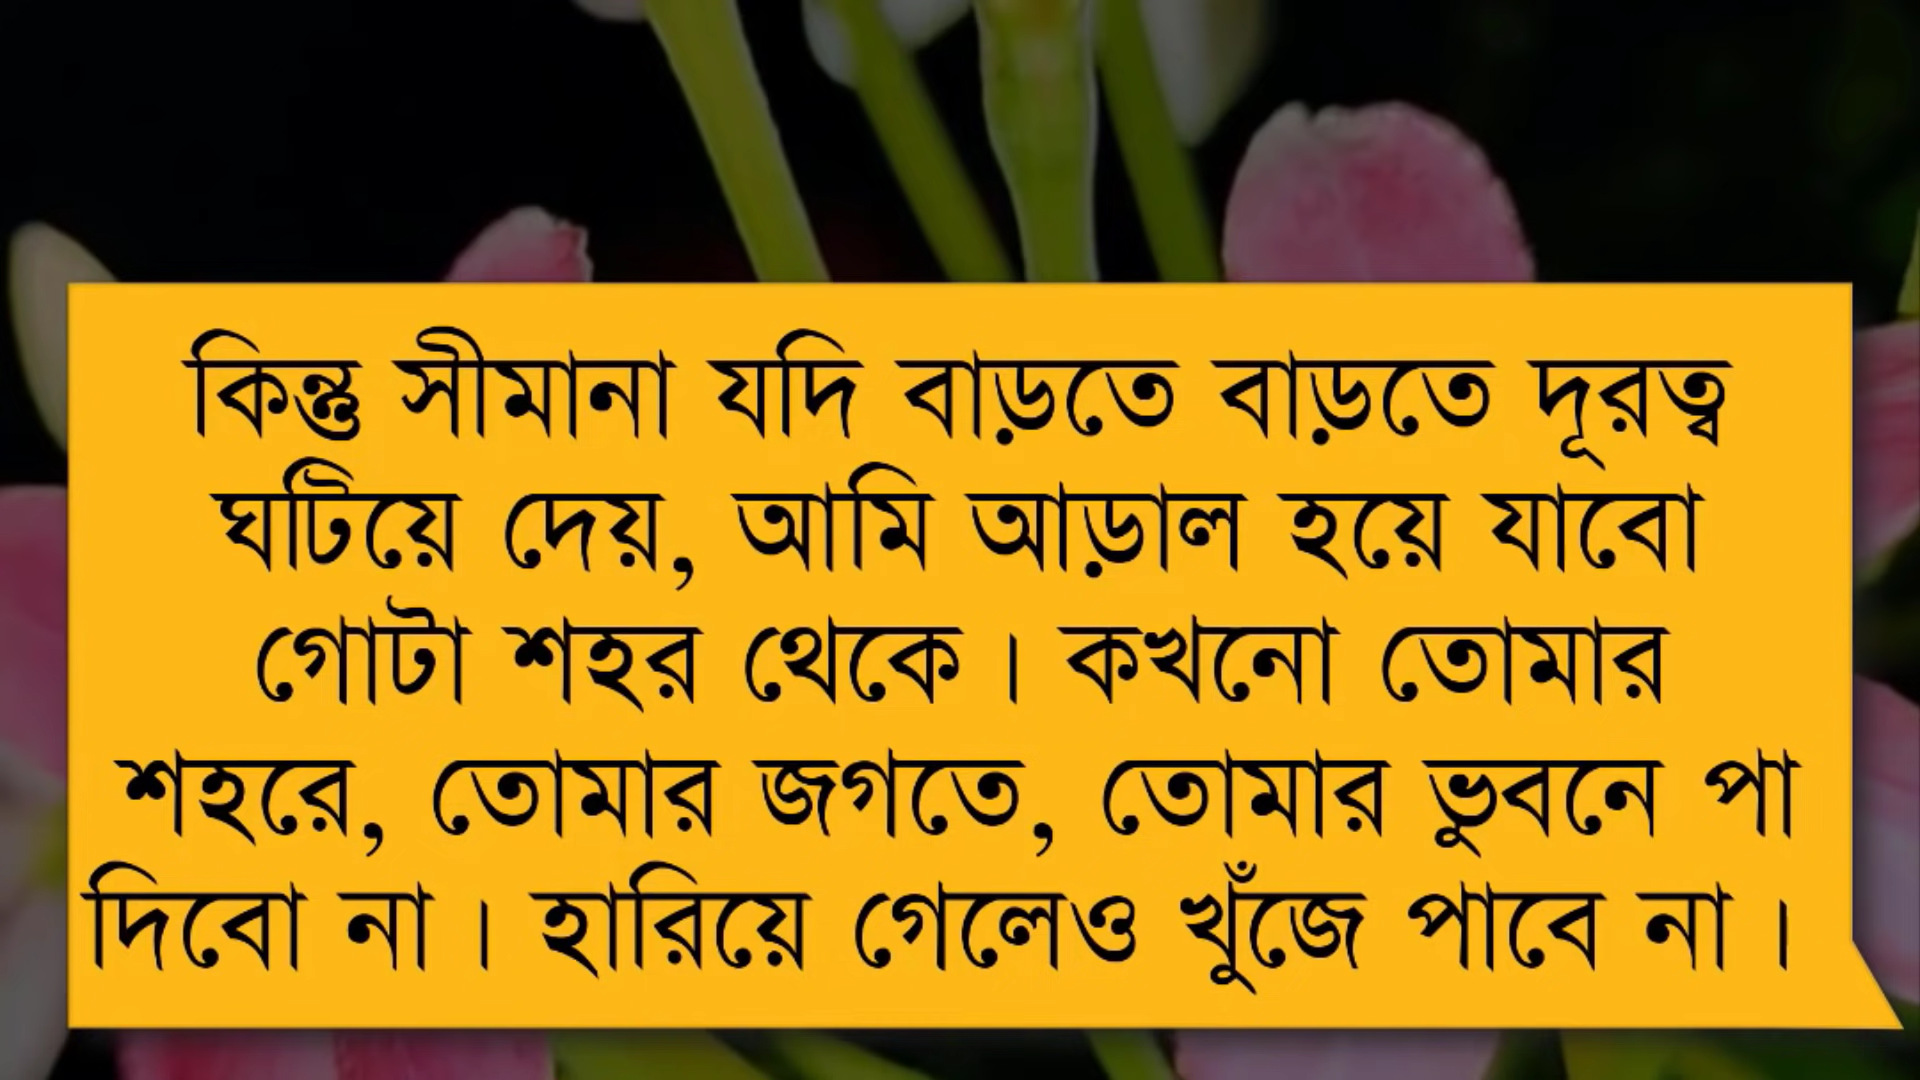 কিন্তু সীমানা যদি বাড়তে বাড়তে দূরত্ব
ঘটিয়ে দেয়, আমি আড়াল হয়ে যাবো
গোটা শহর থেকে। কখনো তোমার
শহরে, তোমার জগতে, তোমার ভুবনে পা
দিবো না। হারিয়ে গেলেও খুঁজে পাবে না।